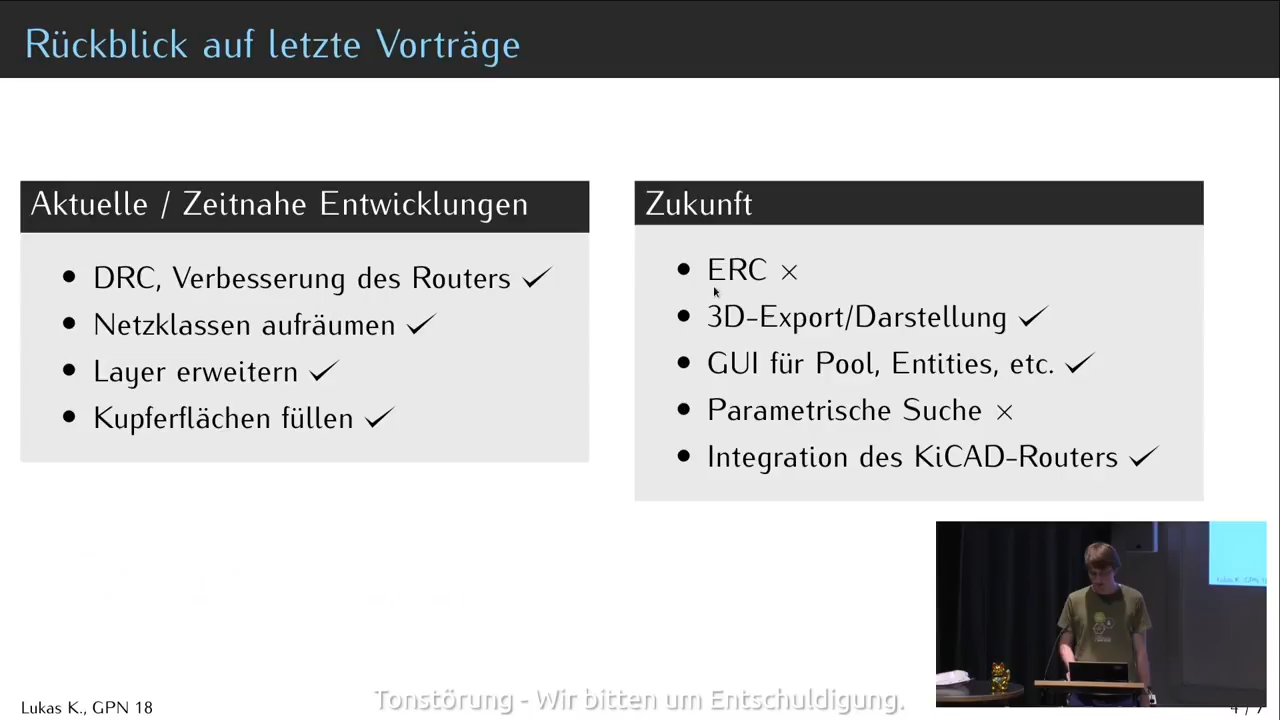 Rückblick auf letzte Vorträge
Aktuelle / Zeitnahe Entwicklungen
• DRC, Verbesserung des Routers ✓
• Netzklassen aufräumen ✓
• Layer erweitern ✓
• Kupferflächen füllen ✓
Zukunft
• ERC ×
• 3D-Export/Darstellung ✓
• GUI für Pool, Entities, etc. ✓
• Parametrische Suche ×
• Integration des KiCAD-Routers ✓
Lukas K., GPN 18
Tonstörung - Wir bitten um Entschuldigung.